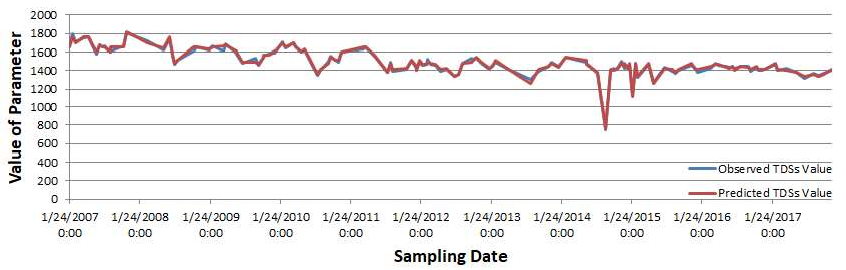 Value of Parameter
2000
1800
1600
1400
1200
1000
800
600
400
200
0
Observed TDSs Value
Predicted TDSs Value
1/24/2007 1/24/2008 1/24/2009 1/24/2010 1/24/2011 1/24/2012 1/24/2013 1/24/2014 1/24/2015 1/24/2016 1/24/2017
0:00 0:00 0:00 0:00 0:00 0:00 0:00 0:00 0:00 0:00 0:00
Sampling Date